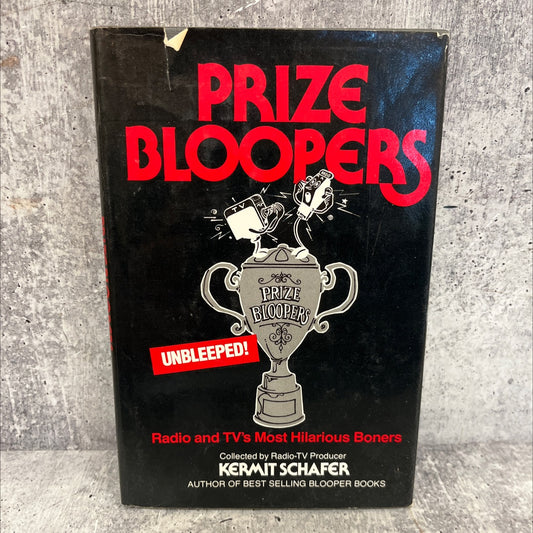 PRIZE
BLOOPERS
TV
PRIZE
BLOOPERS
UNBLEEPED!
Radio and TV's Most Hilarious Boners
Collected by Radio-TV Producer
KERMIT SCHAFER
AUTHOR OF BEST SELLING BLOOPER BOOKS